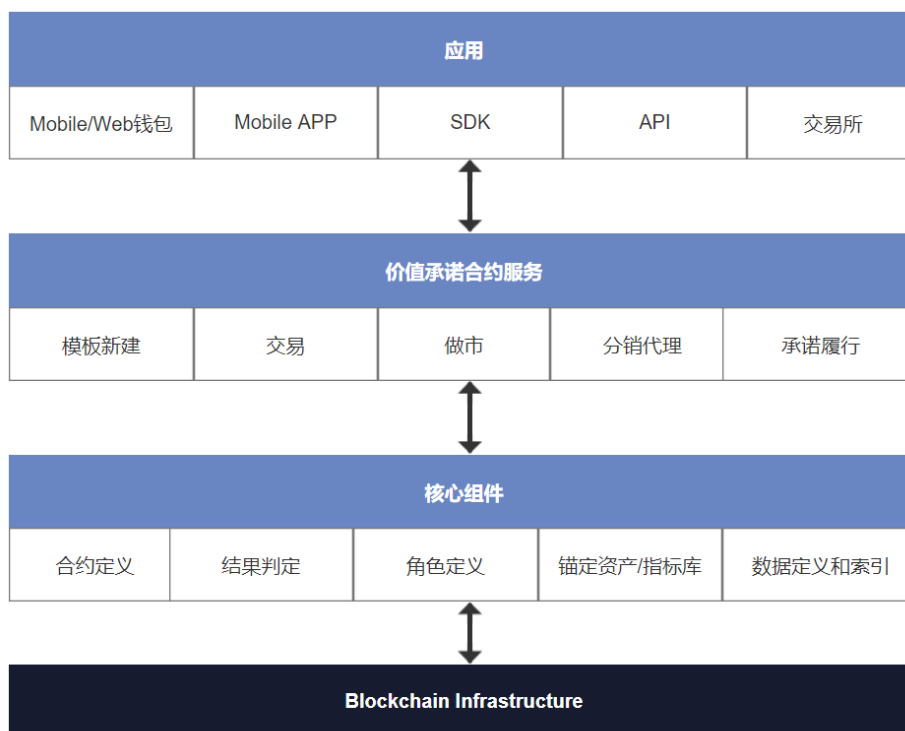 应用
Mobile/Web钱包 Mobile APP SDK API 交易所
价值承诺合约服务
模板新建 交易 做市 分销代理 承诺履行
核心组件
合约定义 结果判定 角色定义 锚定资产/指标库 数据定义和索引
Blockchain Infrastructure